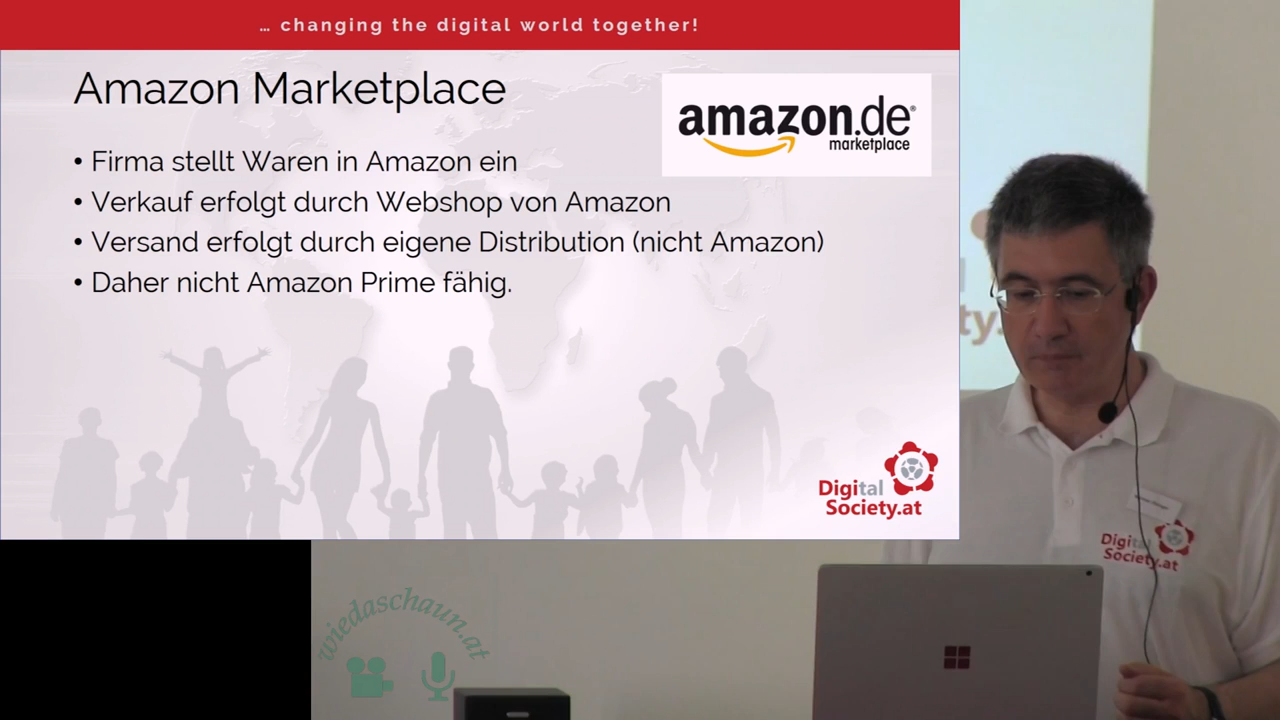 … changing the digital world together!
Amazon Marketplace
amazon.de®
marketplace
• Firma stellt Waren in Amazon ein
• Verkauf erfolgt durch Webshop von Amazon
• Versand erfolgt durch eigene Distribution (nicht Amazon)
• Daher nicht Amazon Prime fähig.
Digital
Society.at
ty.
Digital
Society.at
wiedaschaun.at